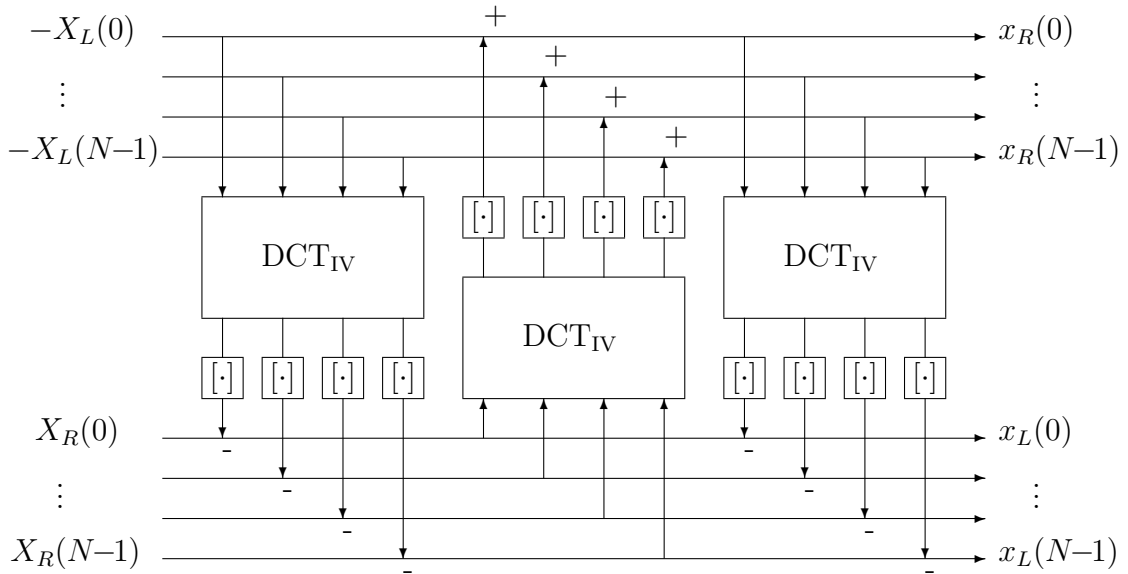 −X_L(0) + x_R(0)
+
⋮ + ⋮
−X_L(N−1) + x_R(N−1)
[·] [·] [·] [·]
DCT_IV DCT_IV
DCT_IV
[·] [·] [·] [·] [·] [·] [·] [·]
X_R(0) x_L(0)
- -
⋮ - - ⋮
- -
X_R(N−1) x_L(N−1)
- -